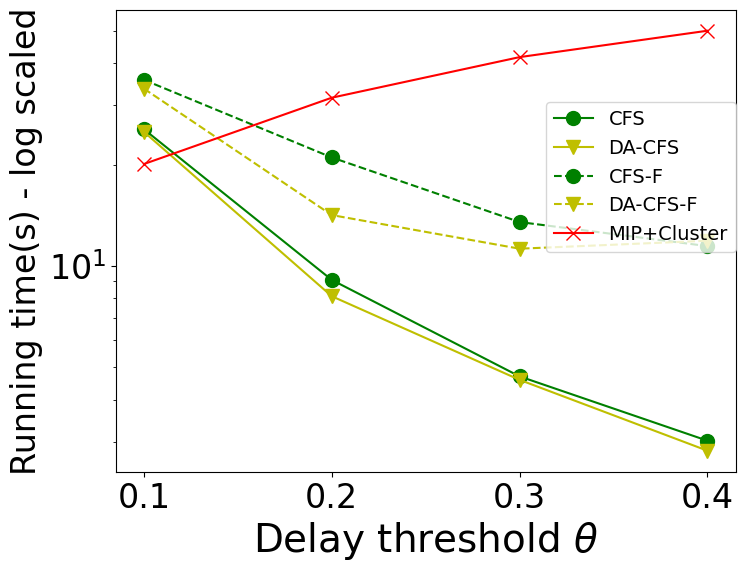 Running time(s) - log scaled
10¹
CFS
DA-CFS
CFS-F
DA-CFS-F
MIP+Cluster
0.1 0.2 0.3 0.4
Delay threshold θ